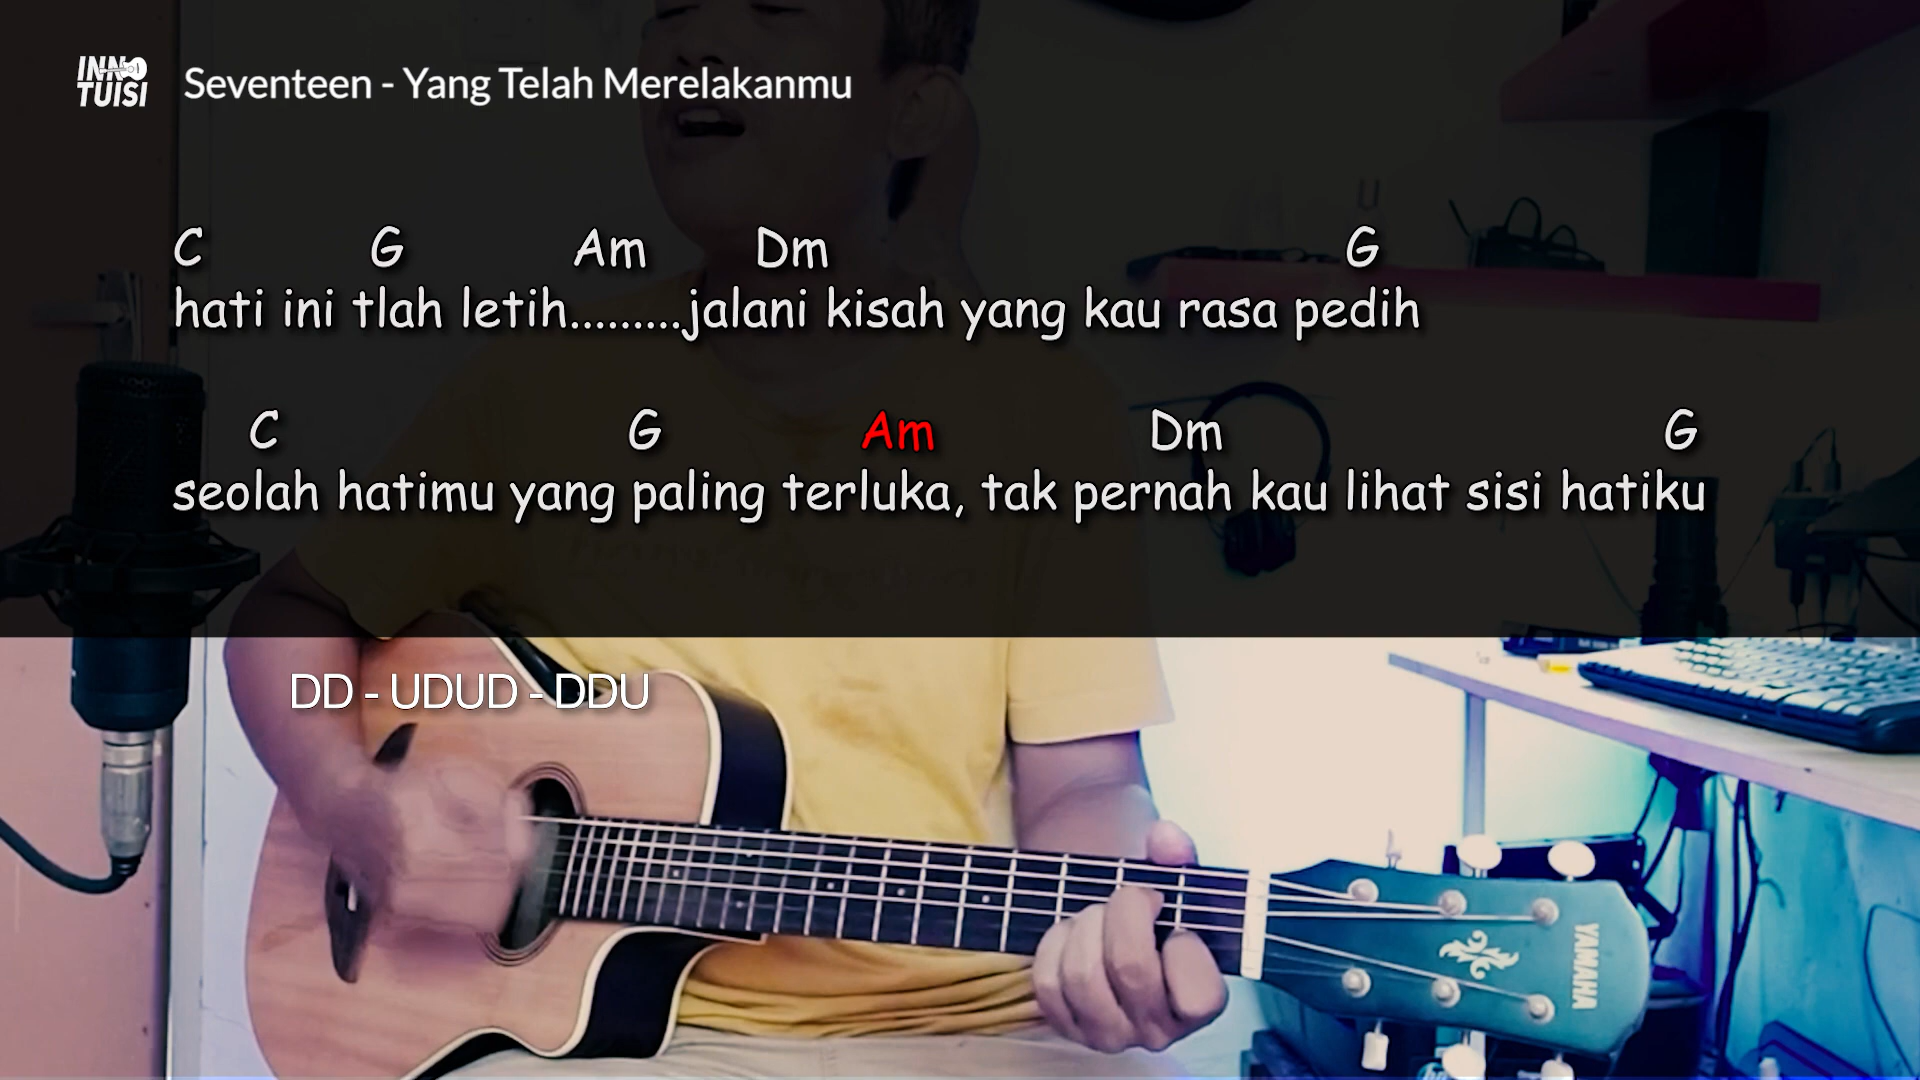 INNO
TUISI
Seventeen - Yang Telah Merelakanmu
C G Am Dm G
hati ini tlah letih.........jalani kisah yang kau rasa pedih
C G Am Dm G
seolah hatimu yang paling terluka, tak pernah kau lihat sisi hatiku
DD - UDUD - DDU
YAMAHA